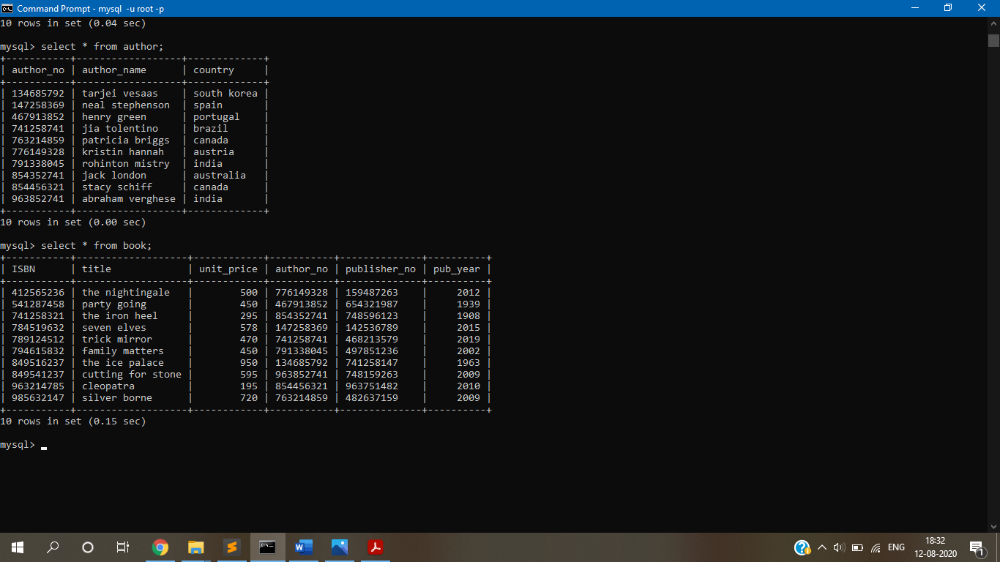 Command Prompt - mysql -u root -p
10 rows in set (0.04 sec)
mysql> select * from author;
+-----------+------------------+-------------+
| author_no | author_name      | country     |
+-----------+------------------+-------------+
| 134685792 | tarjei vesaas    | south korea |
| 147258369 | neal stephenson  | spain       |
| 467913852 | henry green      | portugal    |
| 741258741 | jia tolentino    | brazil      |
| 763214859 | patricia briggs  | canada      |
| 776149328 | kristin hannah   | austria     |
| 791338045 | rohinton mistry  | india       |
| 854352741 | jack london      | australia   |
| 854456321 | stacy schiff     | canada      |
| 963852741 | abraham verghese | india       |
+-----------+------------------+-------------+
10 rows in set (0.00 sec)
mysql> select * from book;
+-----------+-------------------+------------+-----------+--------------+----------+
| ISBN      | title             | unit_price | author_no | publisher_no | pub_year |
+-----------+-------------------+------------+-----------+--------------+----------+
| 412565236 | the nightingale   |        500 | 776149328 | 159487263    |     2012 |
| 541287458 | party going       |        450 | 467913852 | 654321987    |     1939 |
| 741258321 | the iron heel     |        295 | 854352741 | 748596123    |     1908 |
| 784519632 | seven elves       |        578 | 147258369 | 142536789    |     2015 |
| 789124512 | trick mirror      |        470 | 741258741 | 468213579    |     2019 |
| 794615832 | family matters    |        450 | 791338045 | 497851236    |     2002 |
| 849516237 | the ice palace    |        950 | 134685792 | 741258147    |     1963 |
| 849541237 | cutting for stone |        595 | 963852741 | 748159263    |     2009 |
| 963214785 | cleopatra         |        195 | 854456321 | 963751482    |     2010 |
| 985632147 | silver borne      |        720 | 763214859 | 482637159    |     2009 |
+-----------+-------------------+------------+-----------+--------------+----------+
10 rows in set (0.15 sec)
mysql>
ENG
18:32
12-08-2020
1